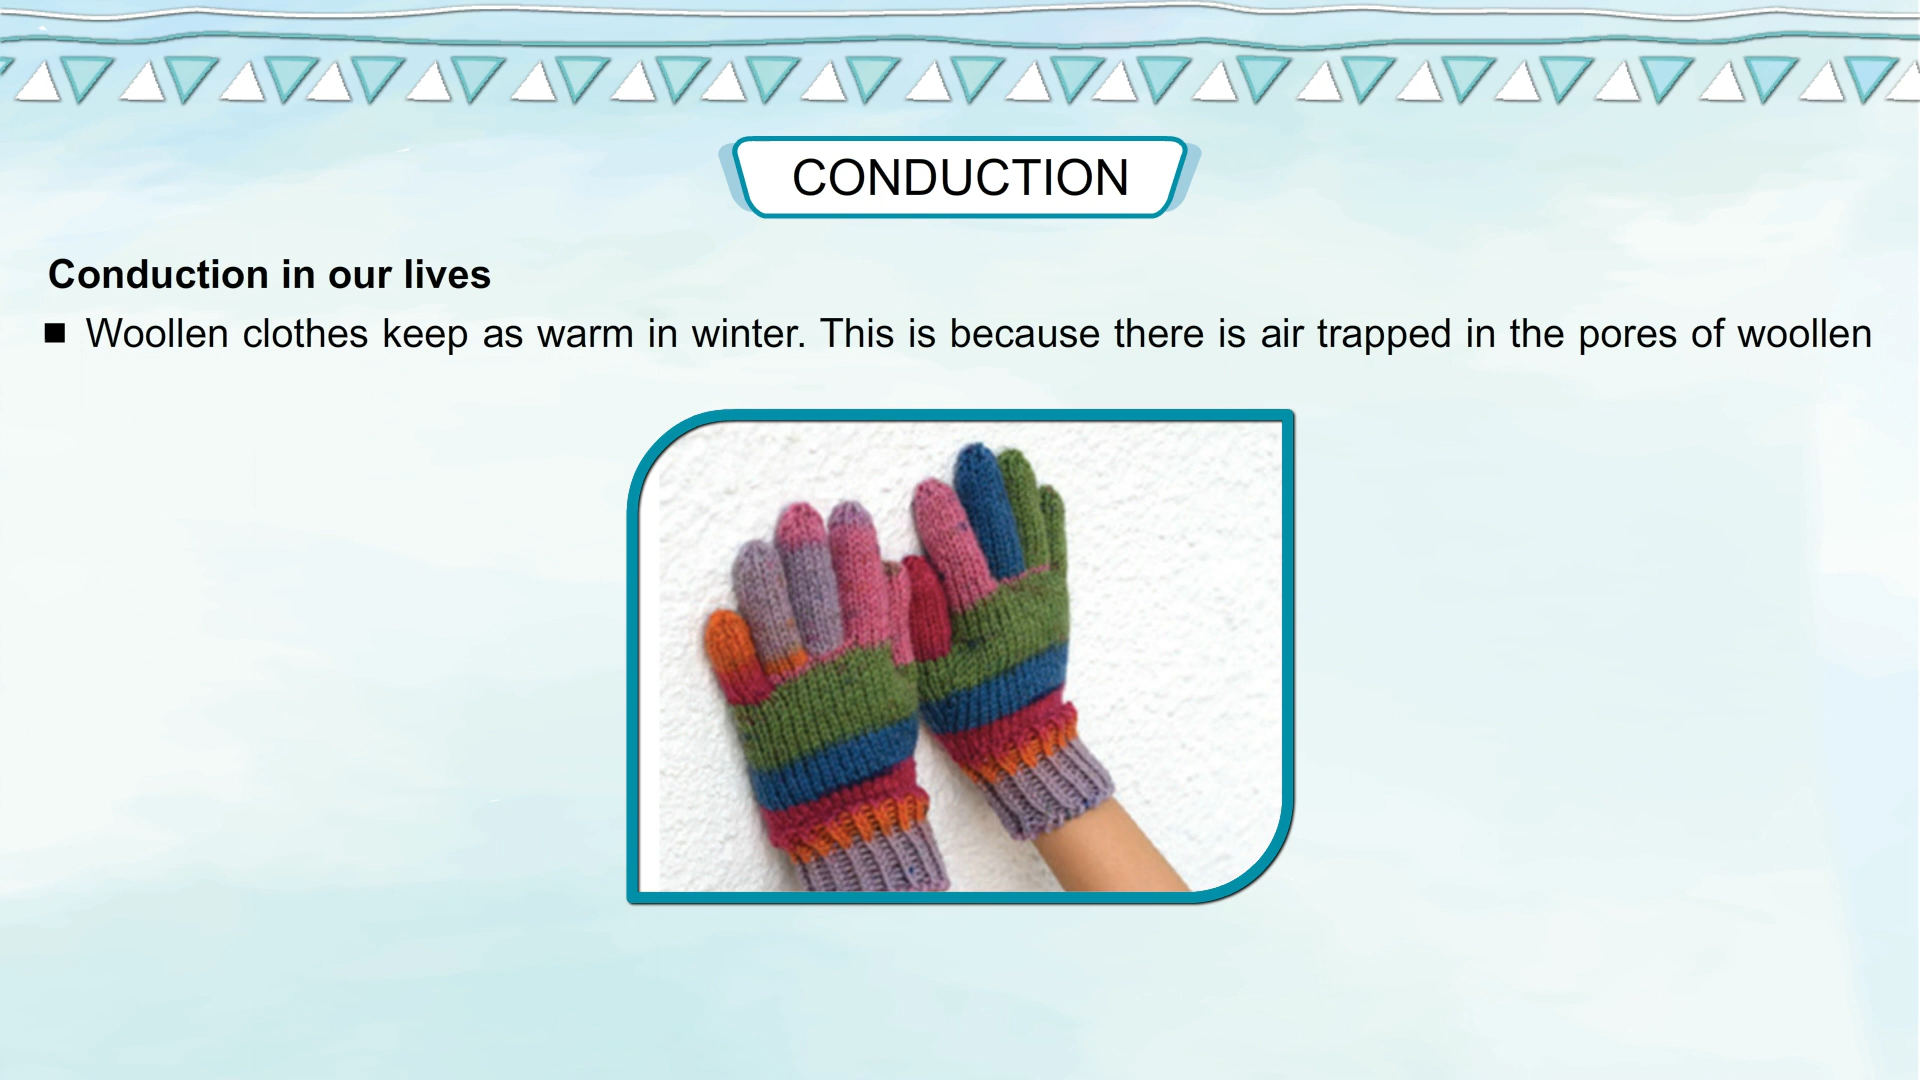 CONDUCTION
Conduction in our lives
■ Woollen clothes keep as warm in winter. This is because there is air trapped in the pores of woollen